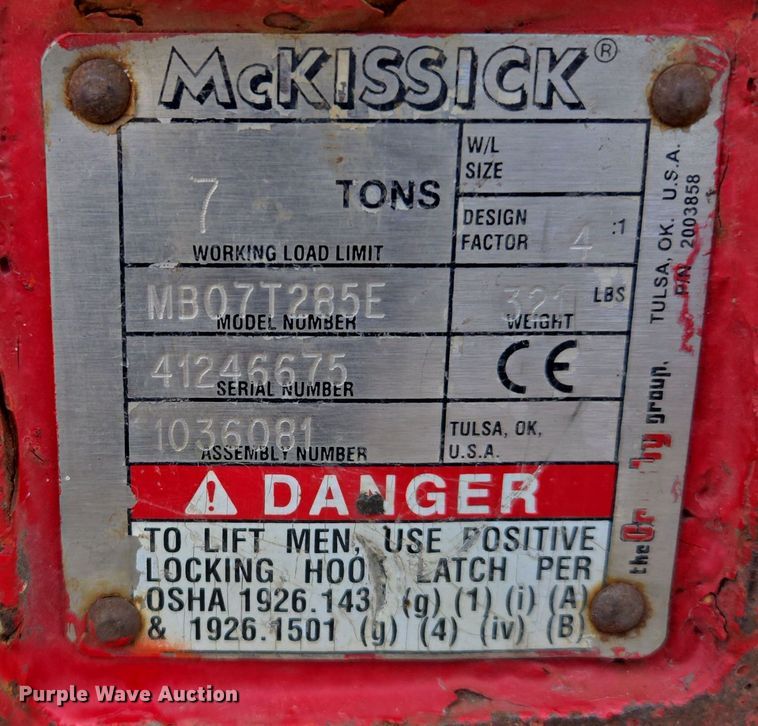 McKISSICK®
7 TONS
WORKING LOAD LIMIT
W/L
SIZE
DESIGN
FACTOR 4 :1
MB07T285E
MODEL NUMBER
321 LBS
WEIGHT
41246675
SERIAL NUMBER
CE
1036081
ASSEMBLY NUMBER
TULSA, OK,
U.S.A.
DANGER
TO LIFT MEN, USE POSITIVE
LOCKING HOO LATCH PER
OSHA 1926.143 (g) (1) (i) (A)
& 1926.1501 (g) (4) (iv) (B)
the Cr by group, TULSA, OK. U.S.A.
P/N 2003858
Purple Wave Auction